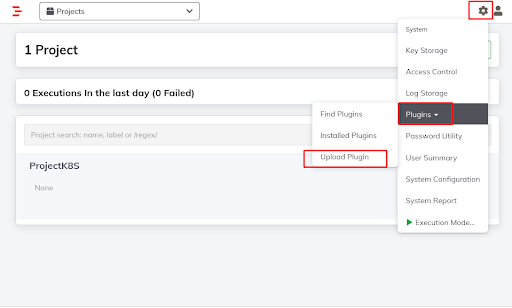 Projects
1 Project
0 Executions In the last day (0 Failed)
Project search: name, label or /regex/
ProjectK8S
None
System
Key Storage
Access Control
Log Storage
Plugins
Find Plugins
Installed Plugins
Upload Plugin
Password Utility
User Summary
System Configuration
System Report
Execution Mode...